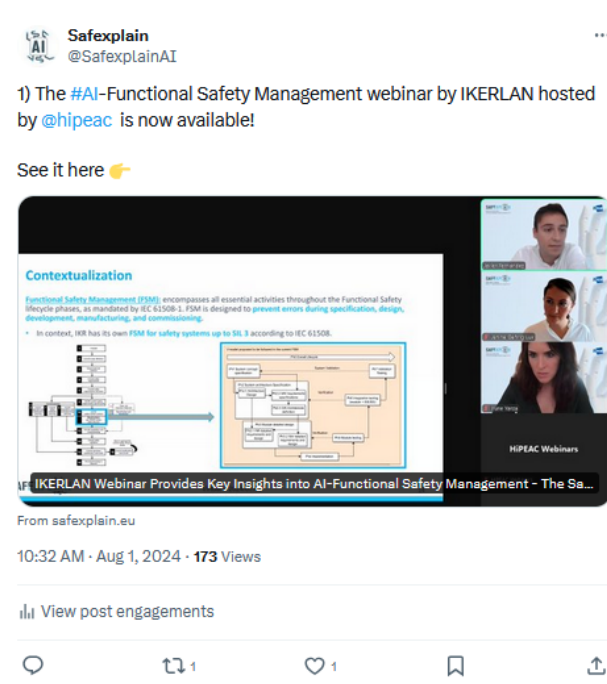 Safexplain
@SafexplainAI
1) The #AI-Functional Safety Management webinar by IKERLAN hosted
by @hipeac is now available!
See it here 👉
Contextualization
Functional Safety Management (FSM): encompasses all essential activities throughout the Functional Safety
lifecycle phases, as mandated by IEC 61508-1. FSM is designed to prevent errors during specification, design,
development, manufacturing, and commissioning.
• In context, IKR has its own FSM for safety systems up to SIL 3 according to IEC 61508.
HiPEAC Webinars
IKERLAN Webinar Provides Key Insights into AI-Functional Safety Management - The Sa...
From safexplain.eu
10:32 AM · Aug 1, 2024 · 173 Views
View post engagements
1
1